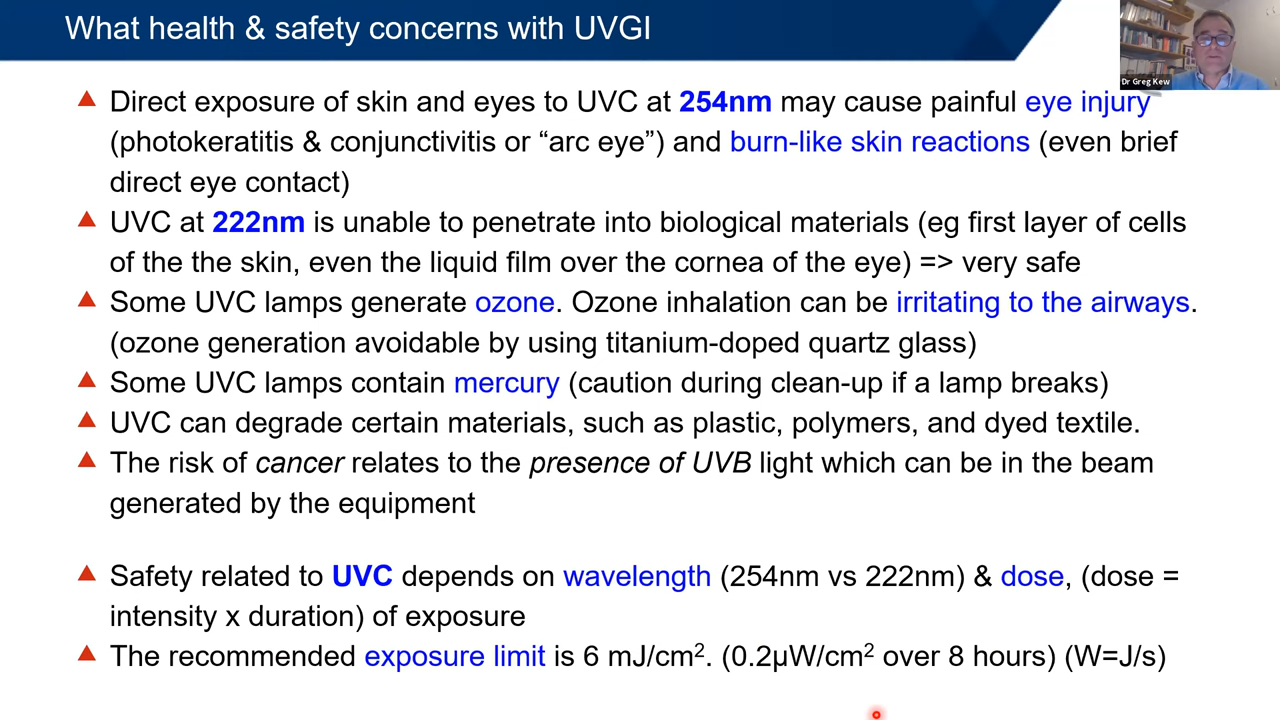 What health & safety concerns with UVGI
Dr Greg Kew
Direct exposure of skin and eyes to UVC at 254nm may cause painful eye injury
(photokeratitis & conjunctivitis or “arc eye”) and burn-like skin reactions (even brief
direct eye contact)
UVC at 222nm is unable to penetrate into biological materials (eg first layer of cells
of the the skin, even the liquid film over the cornea of the eye) => very safe
Some UVC lamps generate ozone. Ozone inhalation can be irritating to the airways.
(ozone generation avoidable by using titanium-doped quartz glass)
Some UVC lamps contain mercury (caution during clean-up if a lamp breaks)
UVC can degrade certain materials, such as plastic, polymers, and dyed textile.
The risk of cancer relates to the presence of UVB light which can be in the beam
generated by the equipment
Safety related to UVC depends on wavelength (254nm vs 222nm) & dose, (dose =
intensity x duration) of exposure
The recommended exposure limit is 6 mJ/cm². (0.2µW/cm² over 8 hours) (W=J/s)